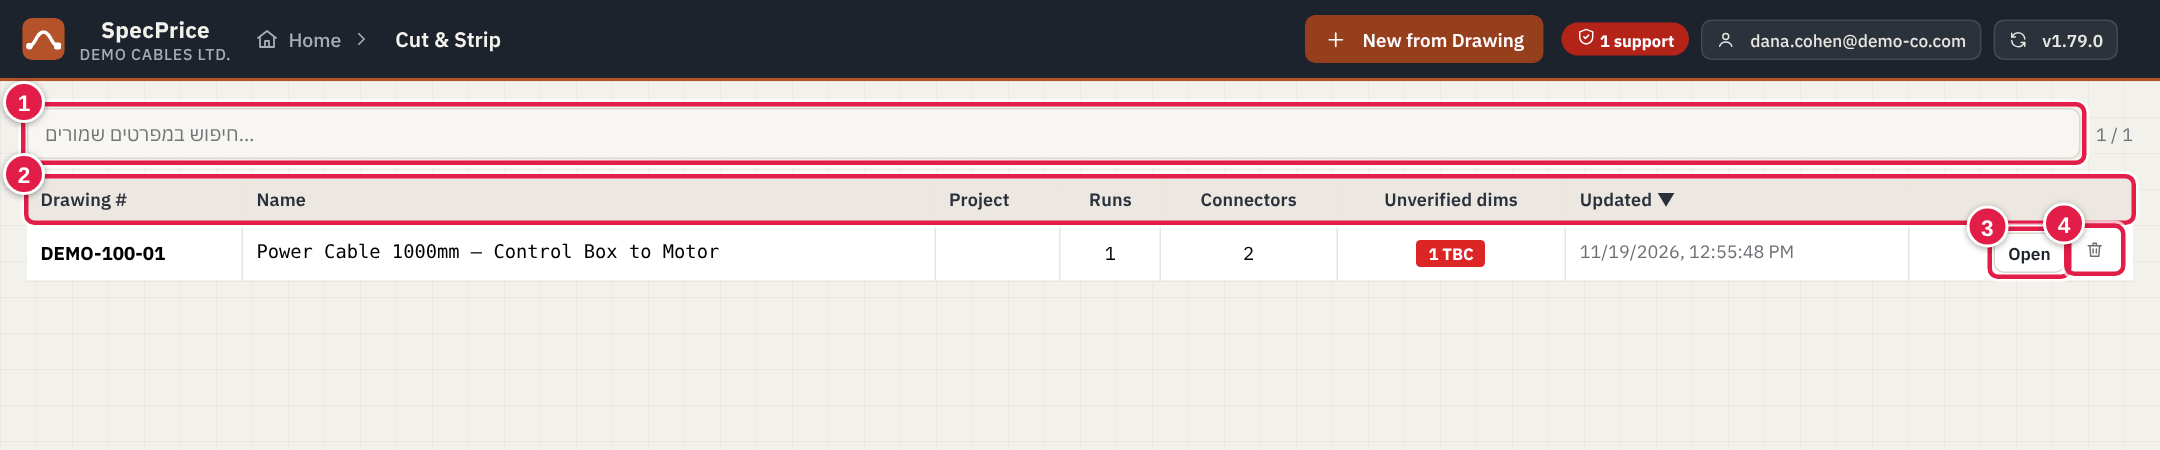 SpecPrice
DEMO CABLES LTD.
Home > Cut & Strip
+ New from Drawing
1 support
dana.cohen@demo-co.com
v1.79.0
1
חיפוש במפרטים שמורים...
1 / 1
2
Drawing # Name Project Runs Connectors Unverified dims Updated ▼
3
4
DEMO-100-01 Power Cable 1000mm — Control Box to Motor 1 2 1 TBC 11/19/2026, 12:55:48 PM Open